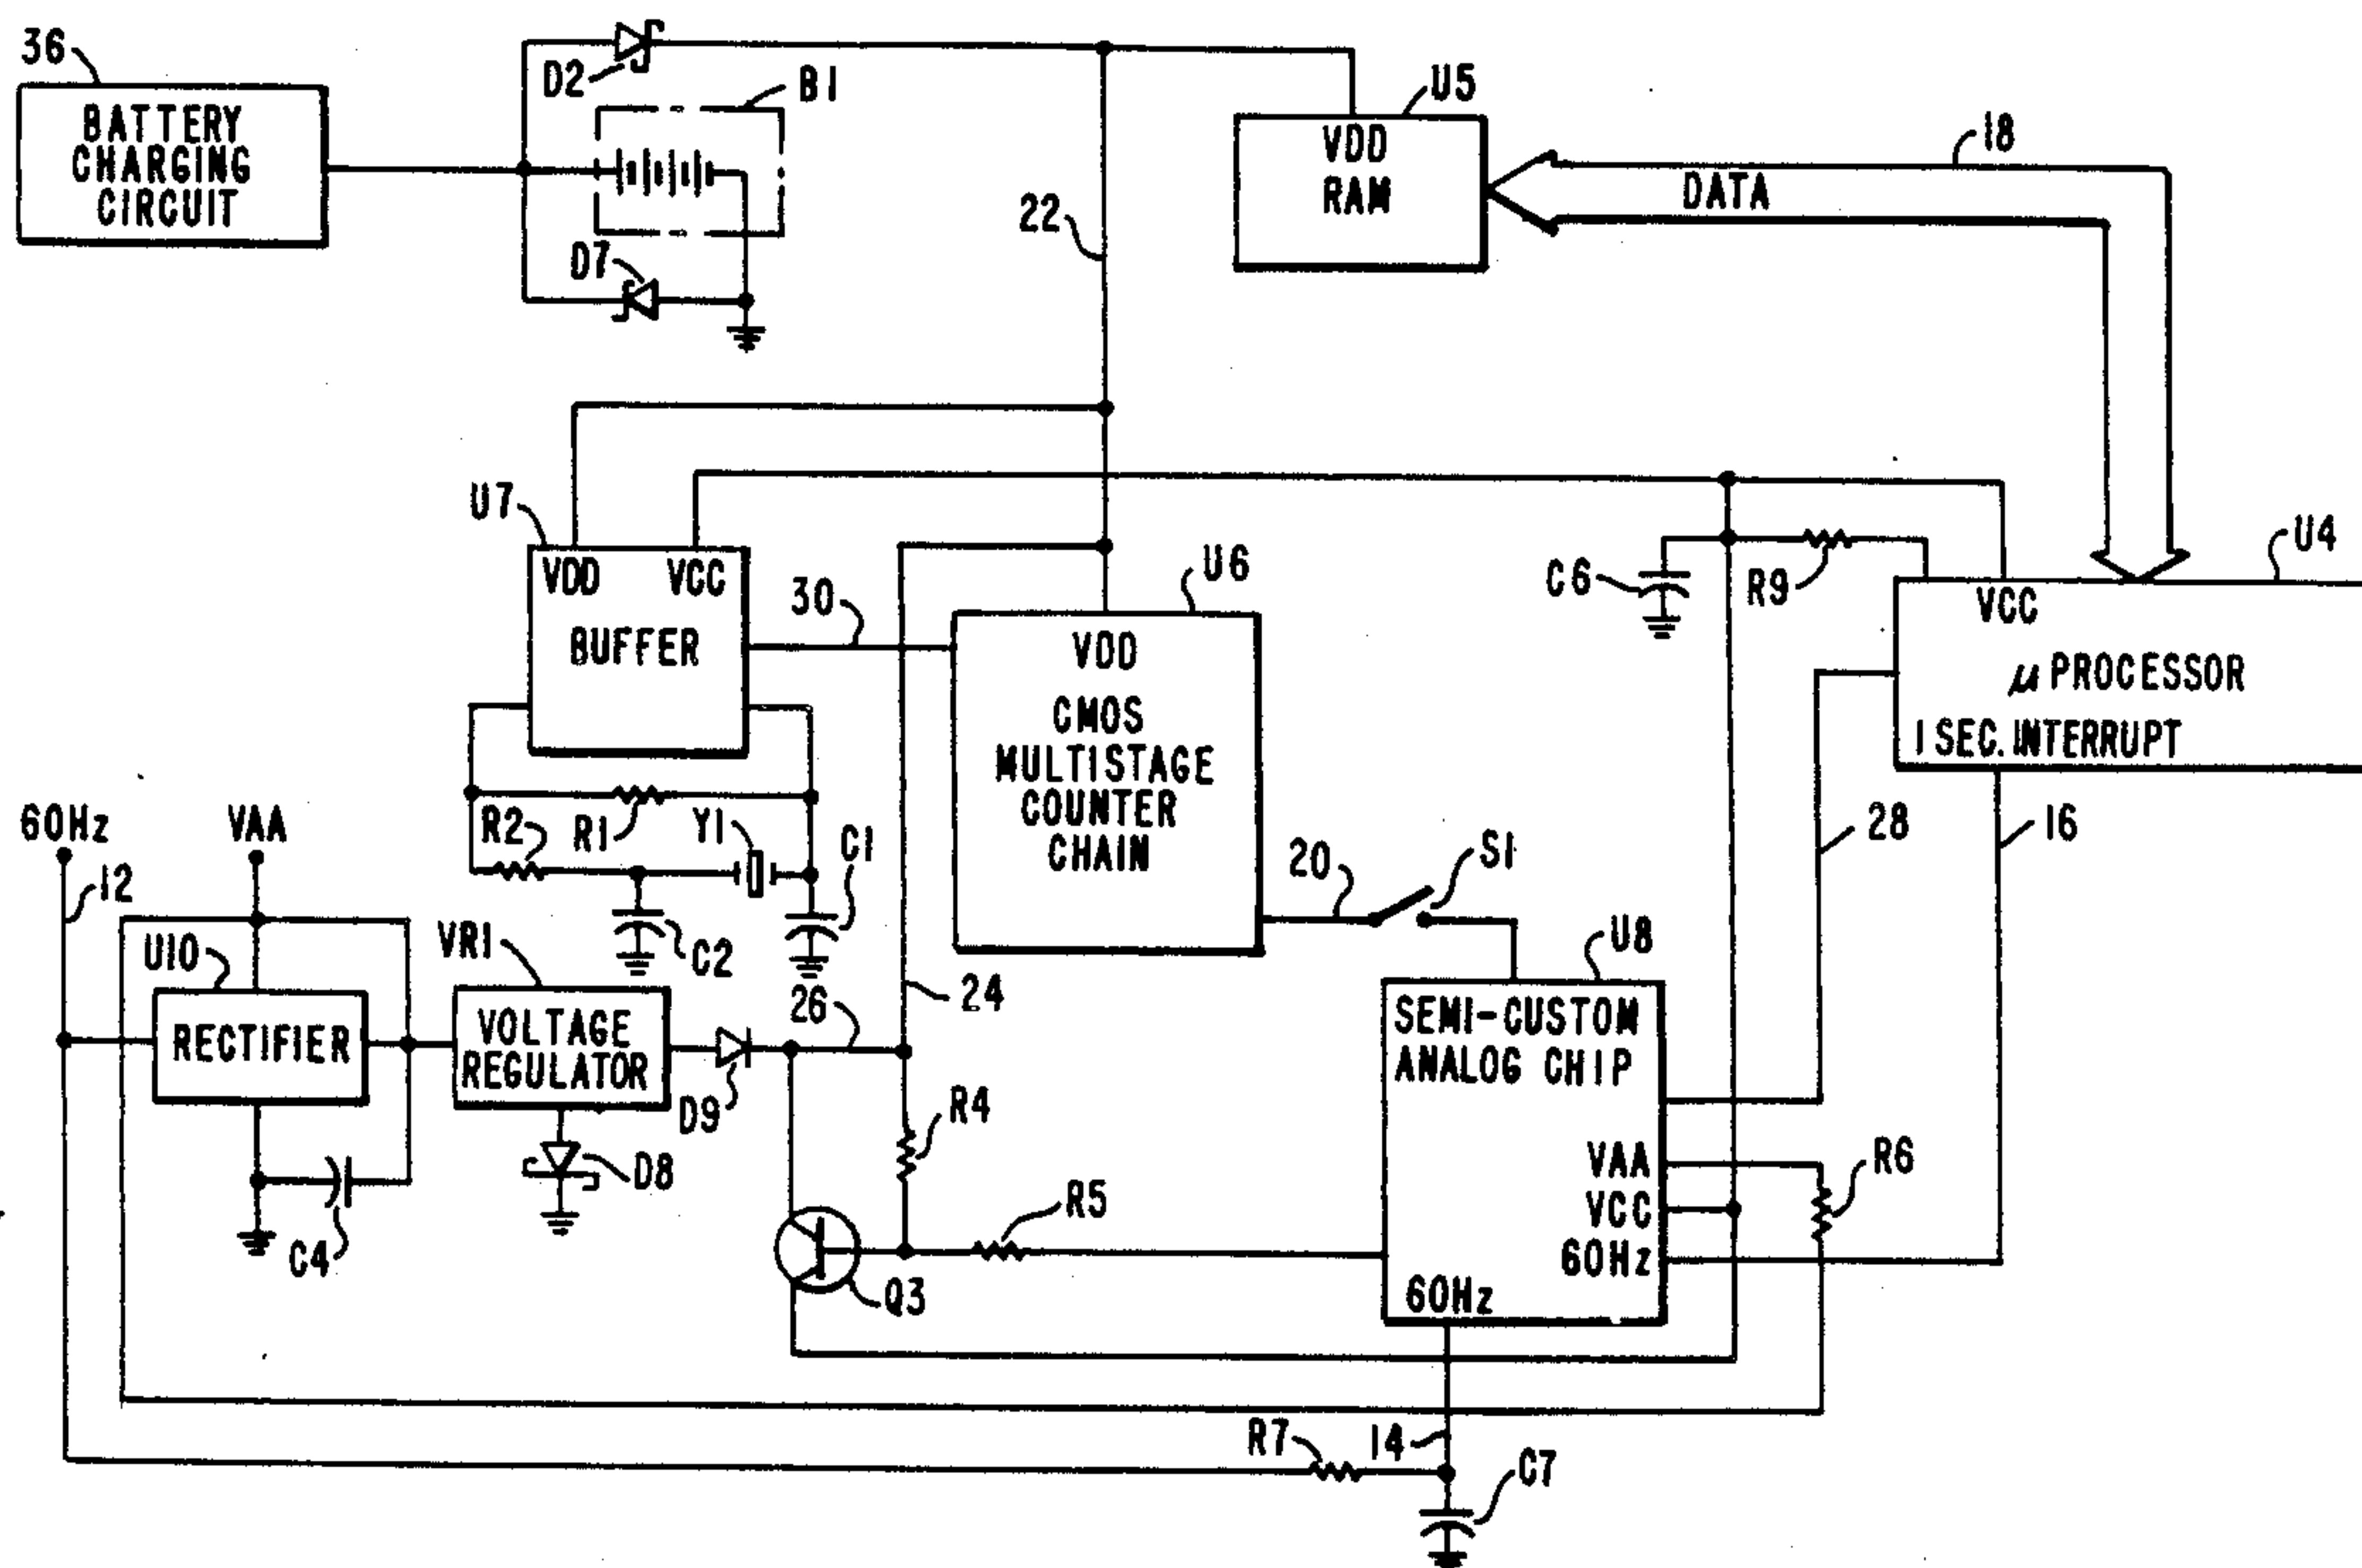 36
BATTERY
CHARGING
CIRCUIT
D2
B1
D7
22
U5
VDD
RAM
18
DATA
U7
VDD VCC
BUFFER
30
U6
VDD
CMOS
MULTISTAGE
COUNTER
CHAIN
C6
R9
U4
VCC
μ PROCESSOR
1 SEC. INTERRUPT
60Hz
VAA
12
R2
R1
Y1
C1
C2
20
S1
28
16
U10
RECTIFIER
VR1
VOLTAGE
REGULATOR
26
24
D9
D8
C4
R4
R5
Q3
U8
SEMI-CUSTOM
ANALOG CHIP
VAA
VCC
60Hz
60Hz
R6
R7
14
C7